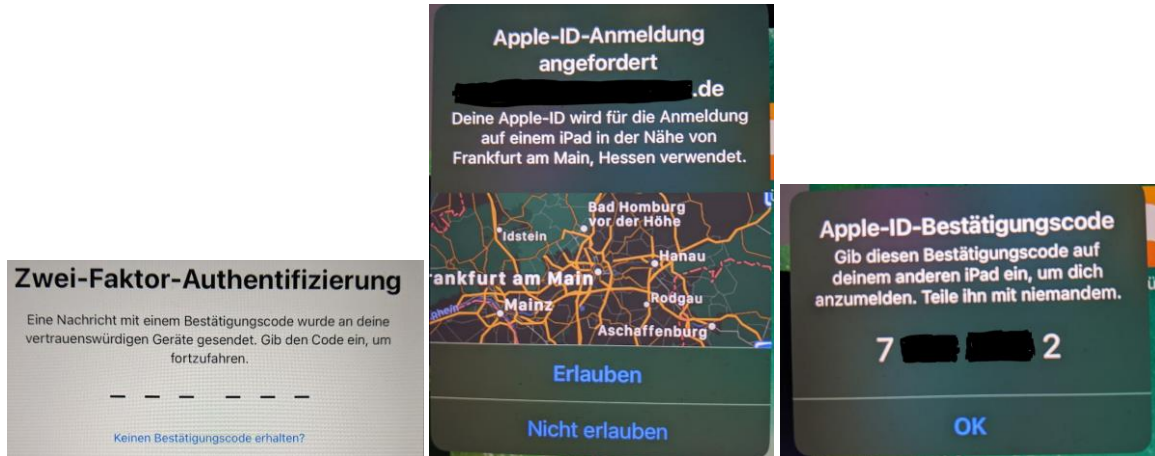 Zwei-Faktor-Authentifizierung
Eine Nachricht mit einem Bestätigungscode wurde an deine
vertrauenswürdigen Geräte gesendet. Gib den Code ein, um
fortzufahren.
Keinen Bestätigungscode erhalten?
Apple-ID-Anmeldung
angefordert
.de
Deine Apple-ID wird für die Anmeldung
auf einem iPad in der Nähe von
Frankfurt am Main, Hessen verwendet.
Bad Homburg
vor der Höhe
Idstein
Hanau
rankfurt am Main
Mainz
Rodgau
Rhein
Aschaffenburg
Erlauben
Nicht erlauben
Apple-ID-Bestätigungscode
Gib diesen Bestätigungscode auf
deinem anderen iPad ein, um dich
anzumelden. Teile ihn mit niemandem.
7 2
OK